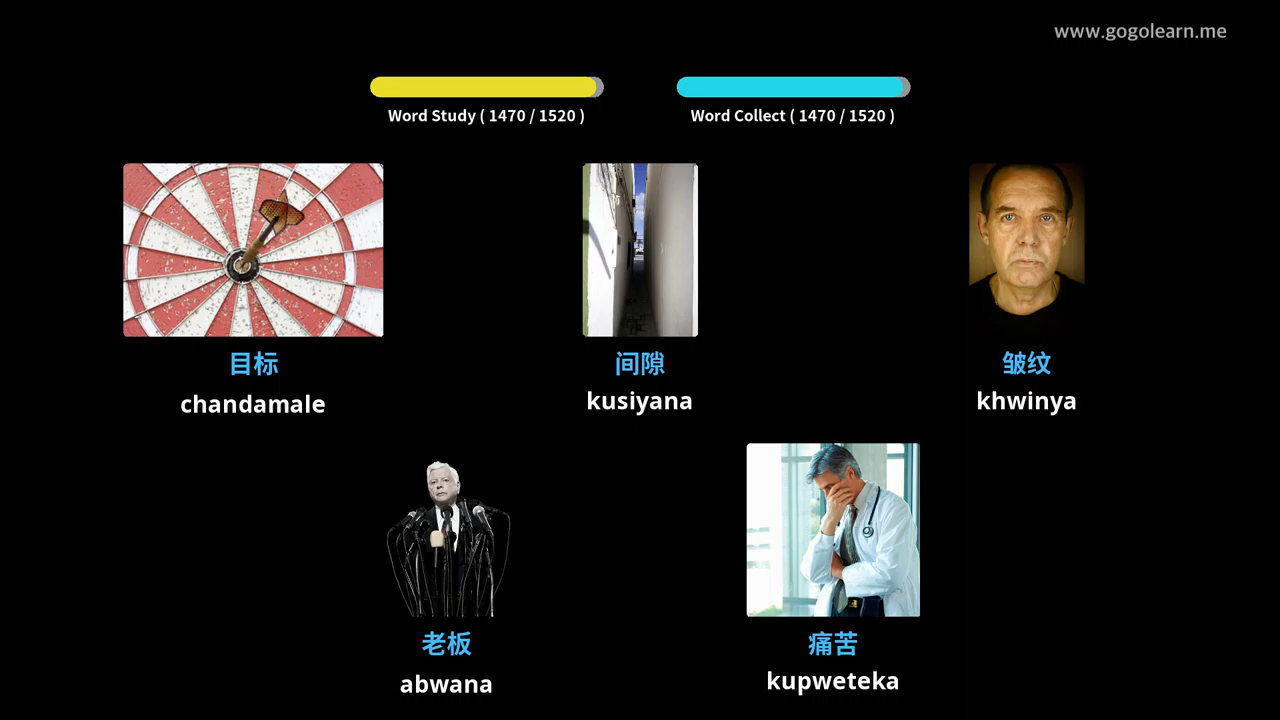 www.gogolearn.me
Word Study ( 1470 / 1520 )
Word Collect ( 1470 / 1520 )
目标
chandamale
间隙
kusiyana
皱纹
khwinya
老板
abwana
痛苦
kupweteka